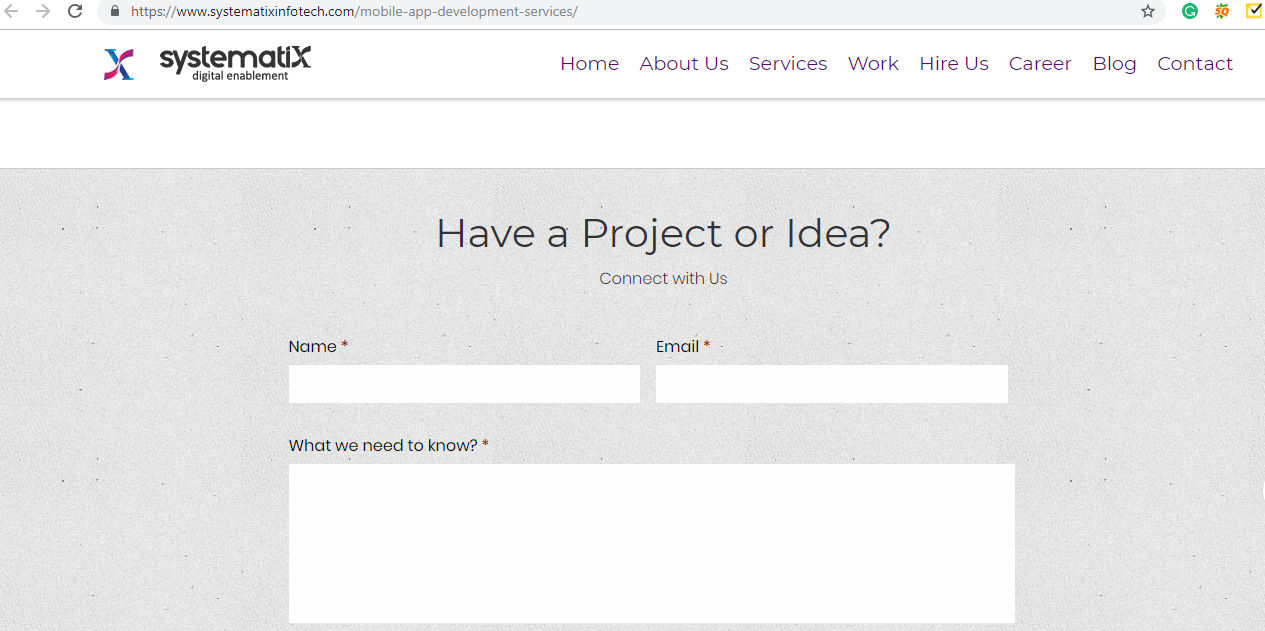 https://www.systematixinfotech.com/mobile-app-development-services/
systematiX
digital enablement
Home About Us Services Work Hire Us Career Blog Contact
Have a Project or Idea?
Connect with Us
Name * Email *
What we need to know? *